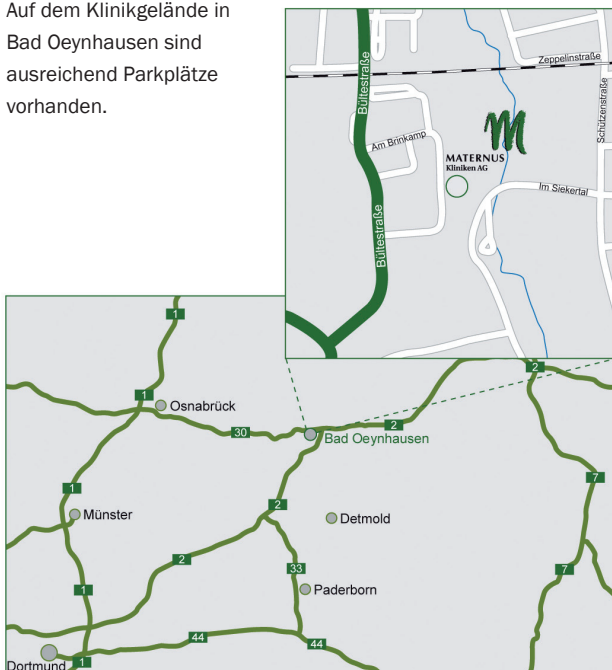 Auf dem Klinikgelände in
Bad Oeynhausen sind
ausreichend Parkplätze
vorhanden.
Zeppelinstraße
Bültestraße
Schützenstraße
Am Brinkamp
M
MATERNUS
Kliniken AG
Im Siekertal
Bültestraße
1
2
1
Osnabrück
30
2
Bad Oeynhausen
7
1
2
Münster
Detmold
2
33
7
1
Paderborn
44
44
Dortmund
1